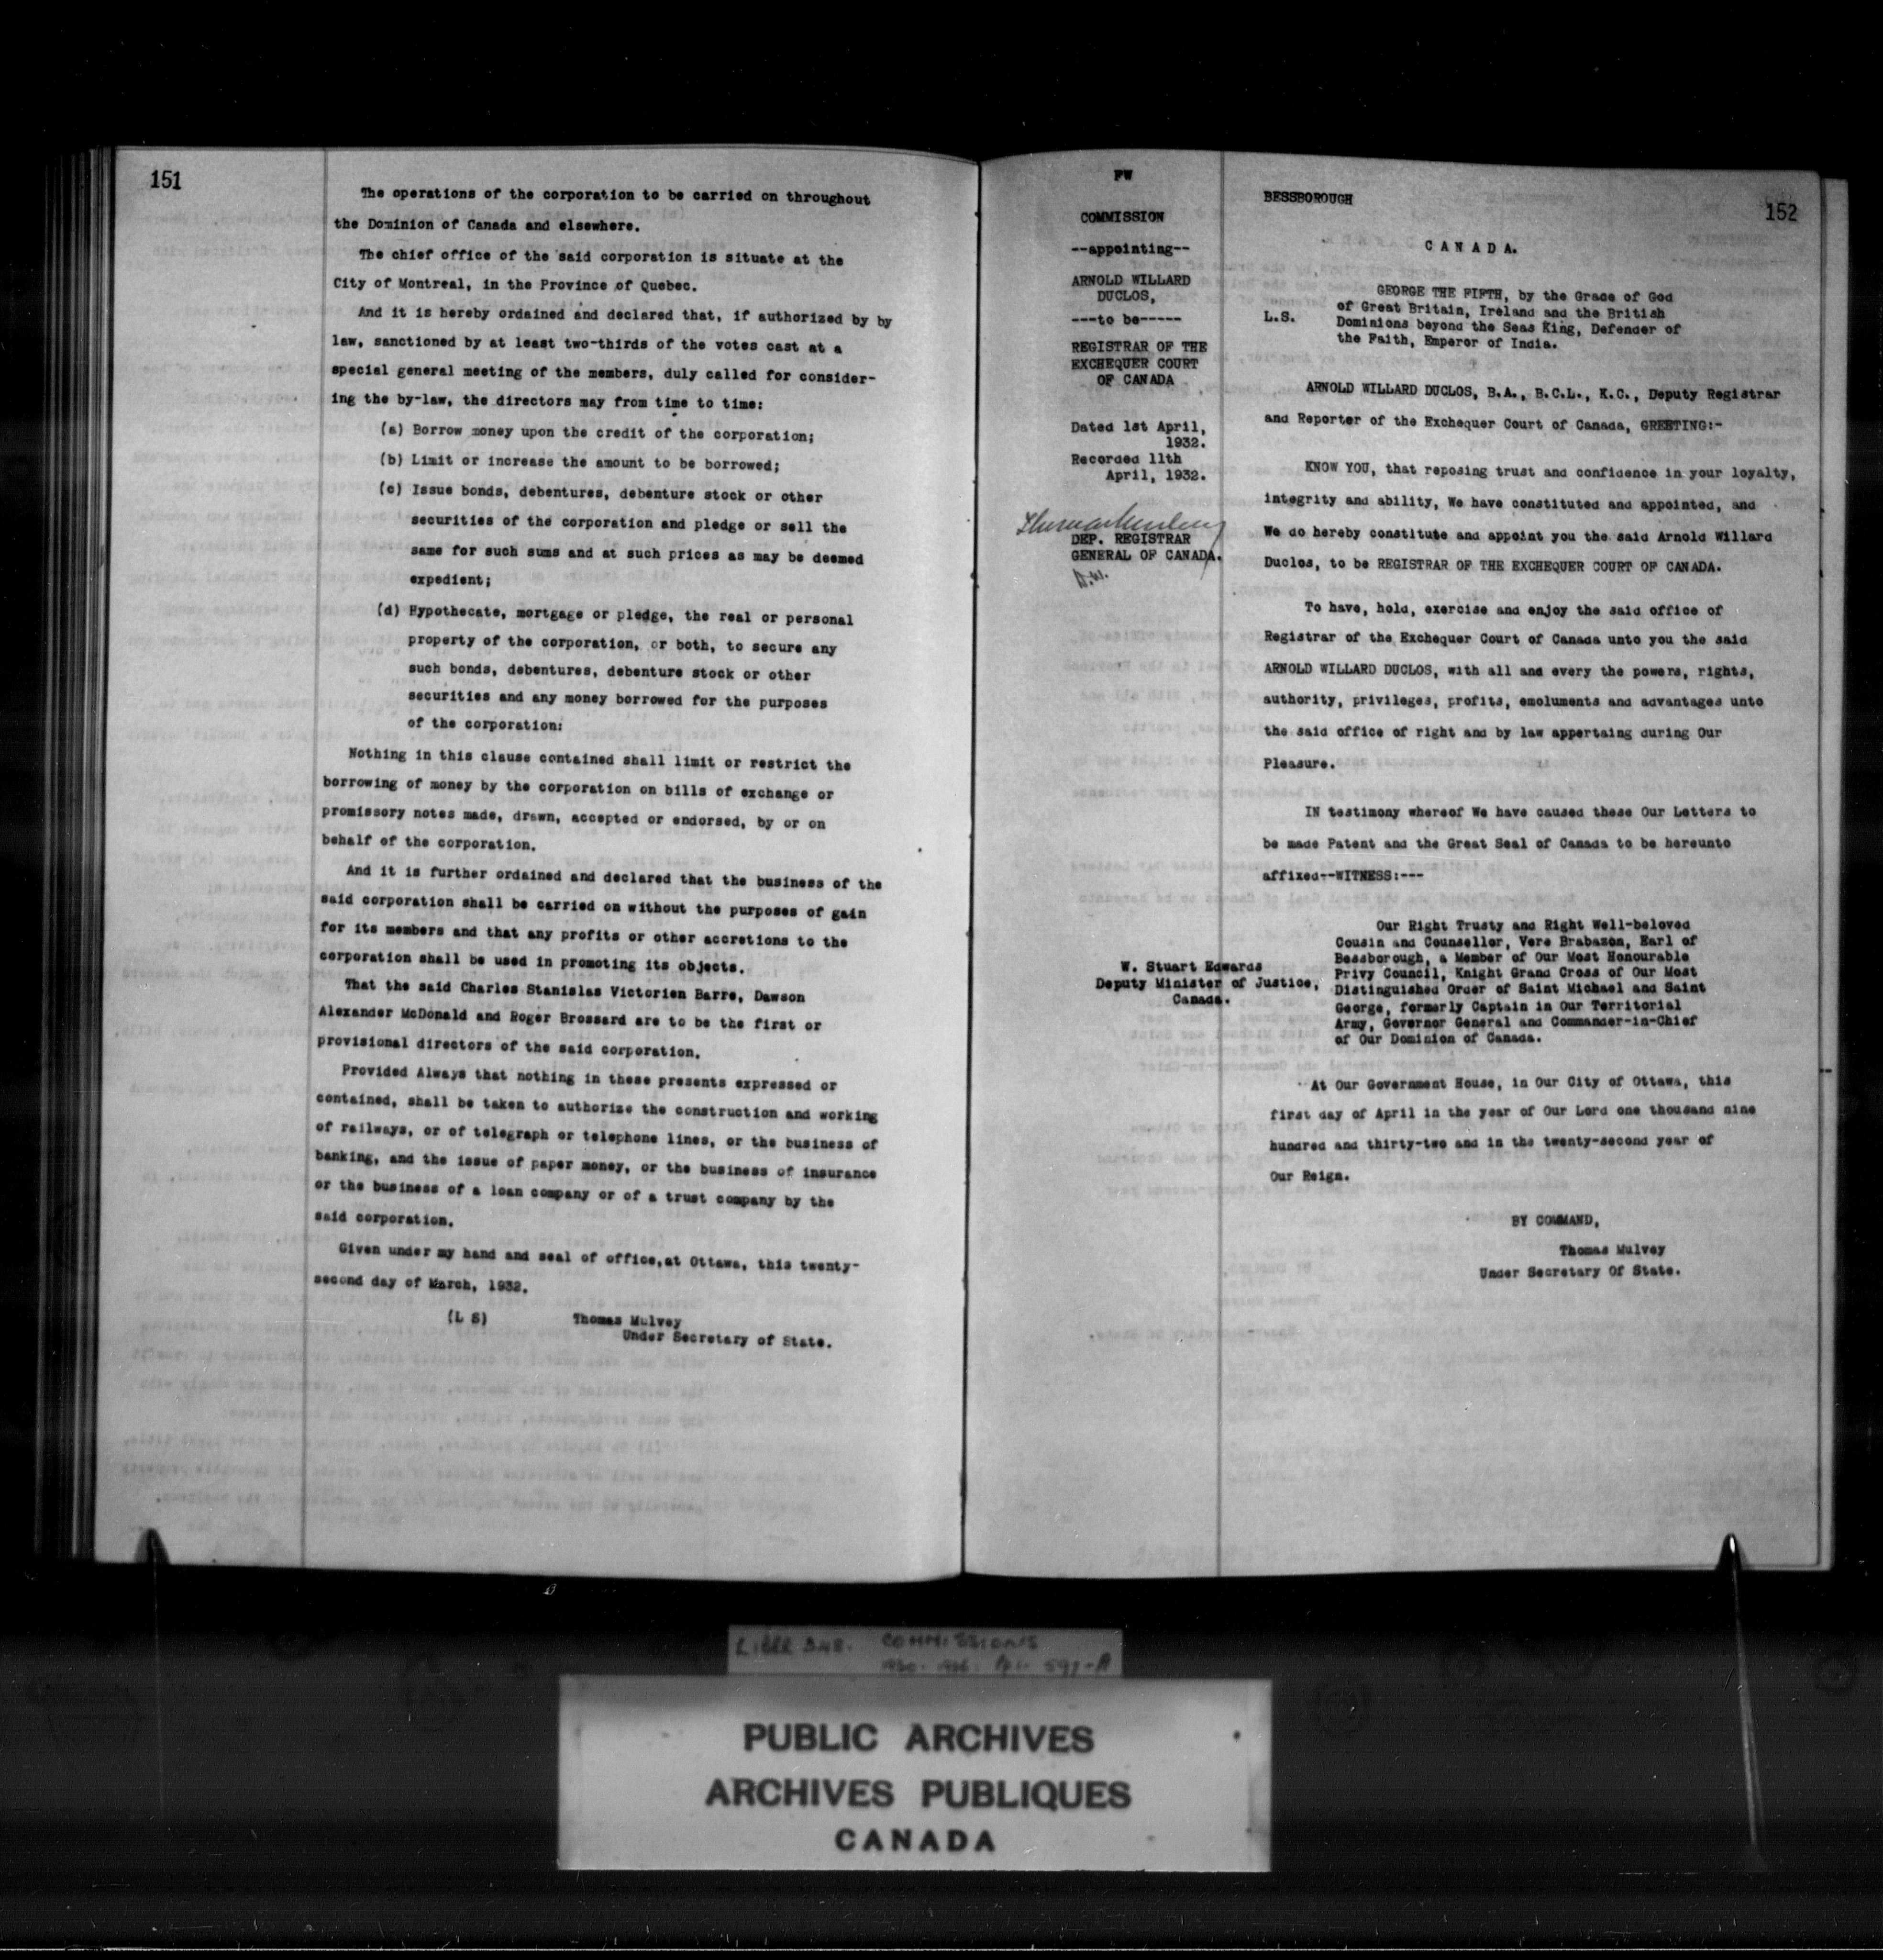 151
The operations of the corporation to be carried on throughout
the Dominion of Canada and elsewhere.
The chief office of the said corporation is situate at the
City of Montreal, in the Province of Quebec.
And it is hereby ordained and declared that, if authorized by by
law, sanctioned by at least two-thirds of the votes cast at a
special general meeting of the members, duly called for consider-
ing the by-law, the directors may from time to time:
(a) Borrow money upon the credit of the corporation;
(b) Limit or increase the amount to be borrowed;
(c) Issue bonds, debentures, debenture stock or other
securities of the corporation and pledge or sell the
same for such sums and at such prices as may be deemed
expedient;
(d) Hypothecate, mortgage or pledge, the real or personal
property of the corporation, or both, to secure any
such bonds, debentures, debenture stock or other
securities and any money borrowed for the purposes
of the corporation:
Nothing in this clause contained shall limit or restrict the
borrowing of money by the corporation on bills of exchange or
promissory notes made, drawn, accepted or endorsed, by or on
behalf of the corporation.
And it is further ordained and declared that the business of the
said corporation shall be carried on without the purposes of gain
for its members and that any profits or other accretions to the
corporation shall be used in promoting its objects.
That the said Charles Stanislas Victorien Barre, Dawson
Alexander McDonald and Roger Brossard are to be the first or
provisional directors of the said corporation.
Provided Always that nothing in these presents expressed or
contained, shall be taken to authorize the construction and working
of railways, or of telegraph or telephone lines, or the business of
banking, and the issue of paper money, or the business of insurance
or the business of a loan company or of a trust company by the
said corporation.
Given under my hand and seal of office,at Ottawa, this twenty-
second day of March, 1932.
(L S) Thomas Mulvey
Under Secretary of State.
FW
COMMISSION
--appointing--
ARNOLD WILLARD
DUCLOS,
---to be-----
REGISTRAR OF THE
EXCHEQUER COURT
OF CANADA
Dated 1st April,
1932.
Recorded 11th
April, 1932.
DEP. REGISTRAR
GENERAL OF CANADA.
BESSBOROUGH
152
CANADA.
GEORGE THE FIFTH, by the Grace of God
of Great Britain, Ireland and the British
L.S. Dominions beyond the Seas King, Defender of
the Faith, Emperor of India.
ARNOLD WILLARD DUCLOS, B.A., B.C.L., K.C., Deputy Registrar
and Reporter of the Exchequer Court of Canada, GREETING:-
KNOW YOU, that reposing trust and confidence in your loyalty,
integrity and ability, We have constituted and appointed, and
We do hereby constitute and appoint you the said Arnold Willard
Duclos, to be REGISTRAR OF THE EXCHEQUER COURT OF CANADA.
To have, hold, exercise and enjoy the said office of
Registrar of the Exchequer Court of Canada unto you the said
ARNOLD WILLARD DUCLOS, with all and every the powers, rights,
authority, privileges, profits, emoluments and advantages unto
the said office of right and by law appertaing during Our
Pleasure.
IN testimony whereof We have caused these Our Letters to
be made Patent and the Great Seal of Canada to be hereunto
affixed--WITNESS:---
W. Stuart Edwards
Deputy Minister of Justice,
Canada.
Our Right Trusty and Right Well-beloved
Cousin and Counsellor, Vere Brabazon, Earl of
Bessborough, a Member of Our Most Honourable
Privy Council, Knight Grand Cross of Our Most
Distinguished Order of Saint Michael and Saint
George, formerly Captain in Our Territorial
Army, Governor General and Commander-in-Chief
of Our Dominion of Canada.
At Our Government House, in Our City of Ottawa, this
first day of April in the year of Our Lord one thousand nine
hundred and thirty-two and in the twenty-second year of
Our Reign.
BY COMMAND,
Thomas Mulvey
Under Secretary Of State.
COMMISSIONS
PUBLIC ARCHIVES
ARCHIVES PUBLIQUES
CANADA